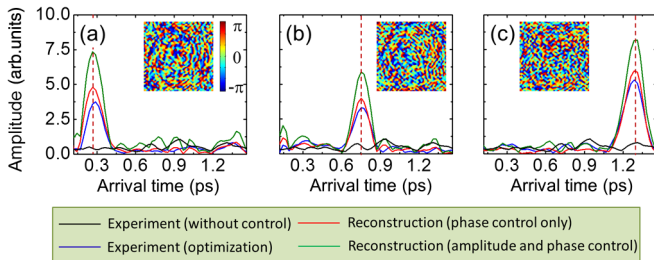 10.0
7.5
5.0
2.5
0.0
Amplitude (arb.units)
(a)
π
0
-π
(b)
(c)
0.3 0.6 0.9 1.2
0.3 0.6 0.9 1.2
0.3 0.6 0.9 1.2
Arrival time (ps)
Arrival time (ps)
Arrival time (ps)
Experiment (without control)
Reconstruction (phase control only)
Experiment (optimization)
Reconstruction (amplitude and phase control)